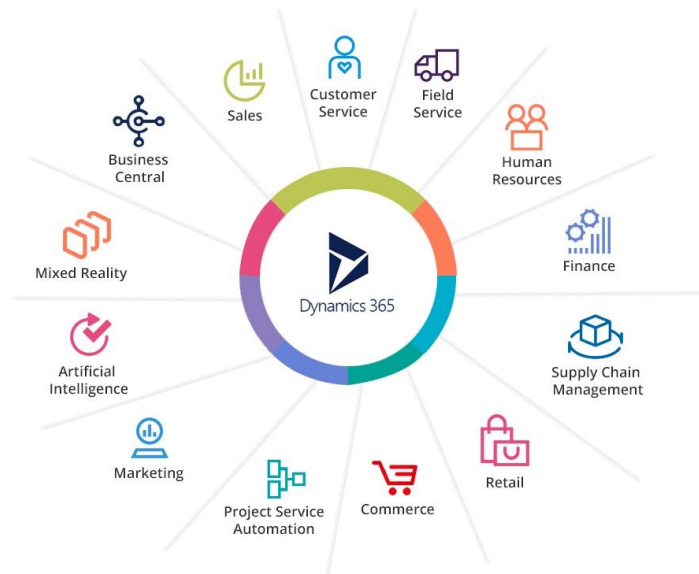 Customer
Service
Field
Service
Sales
Human
Resources
Business
Central
Finance
Mixed Reality
Dynamics 365
Supply Chain
Management
Artificial
Intelligence
Retail
Marketing
Commerce
Project Service
Automation